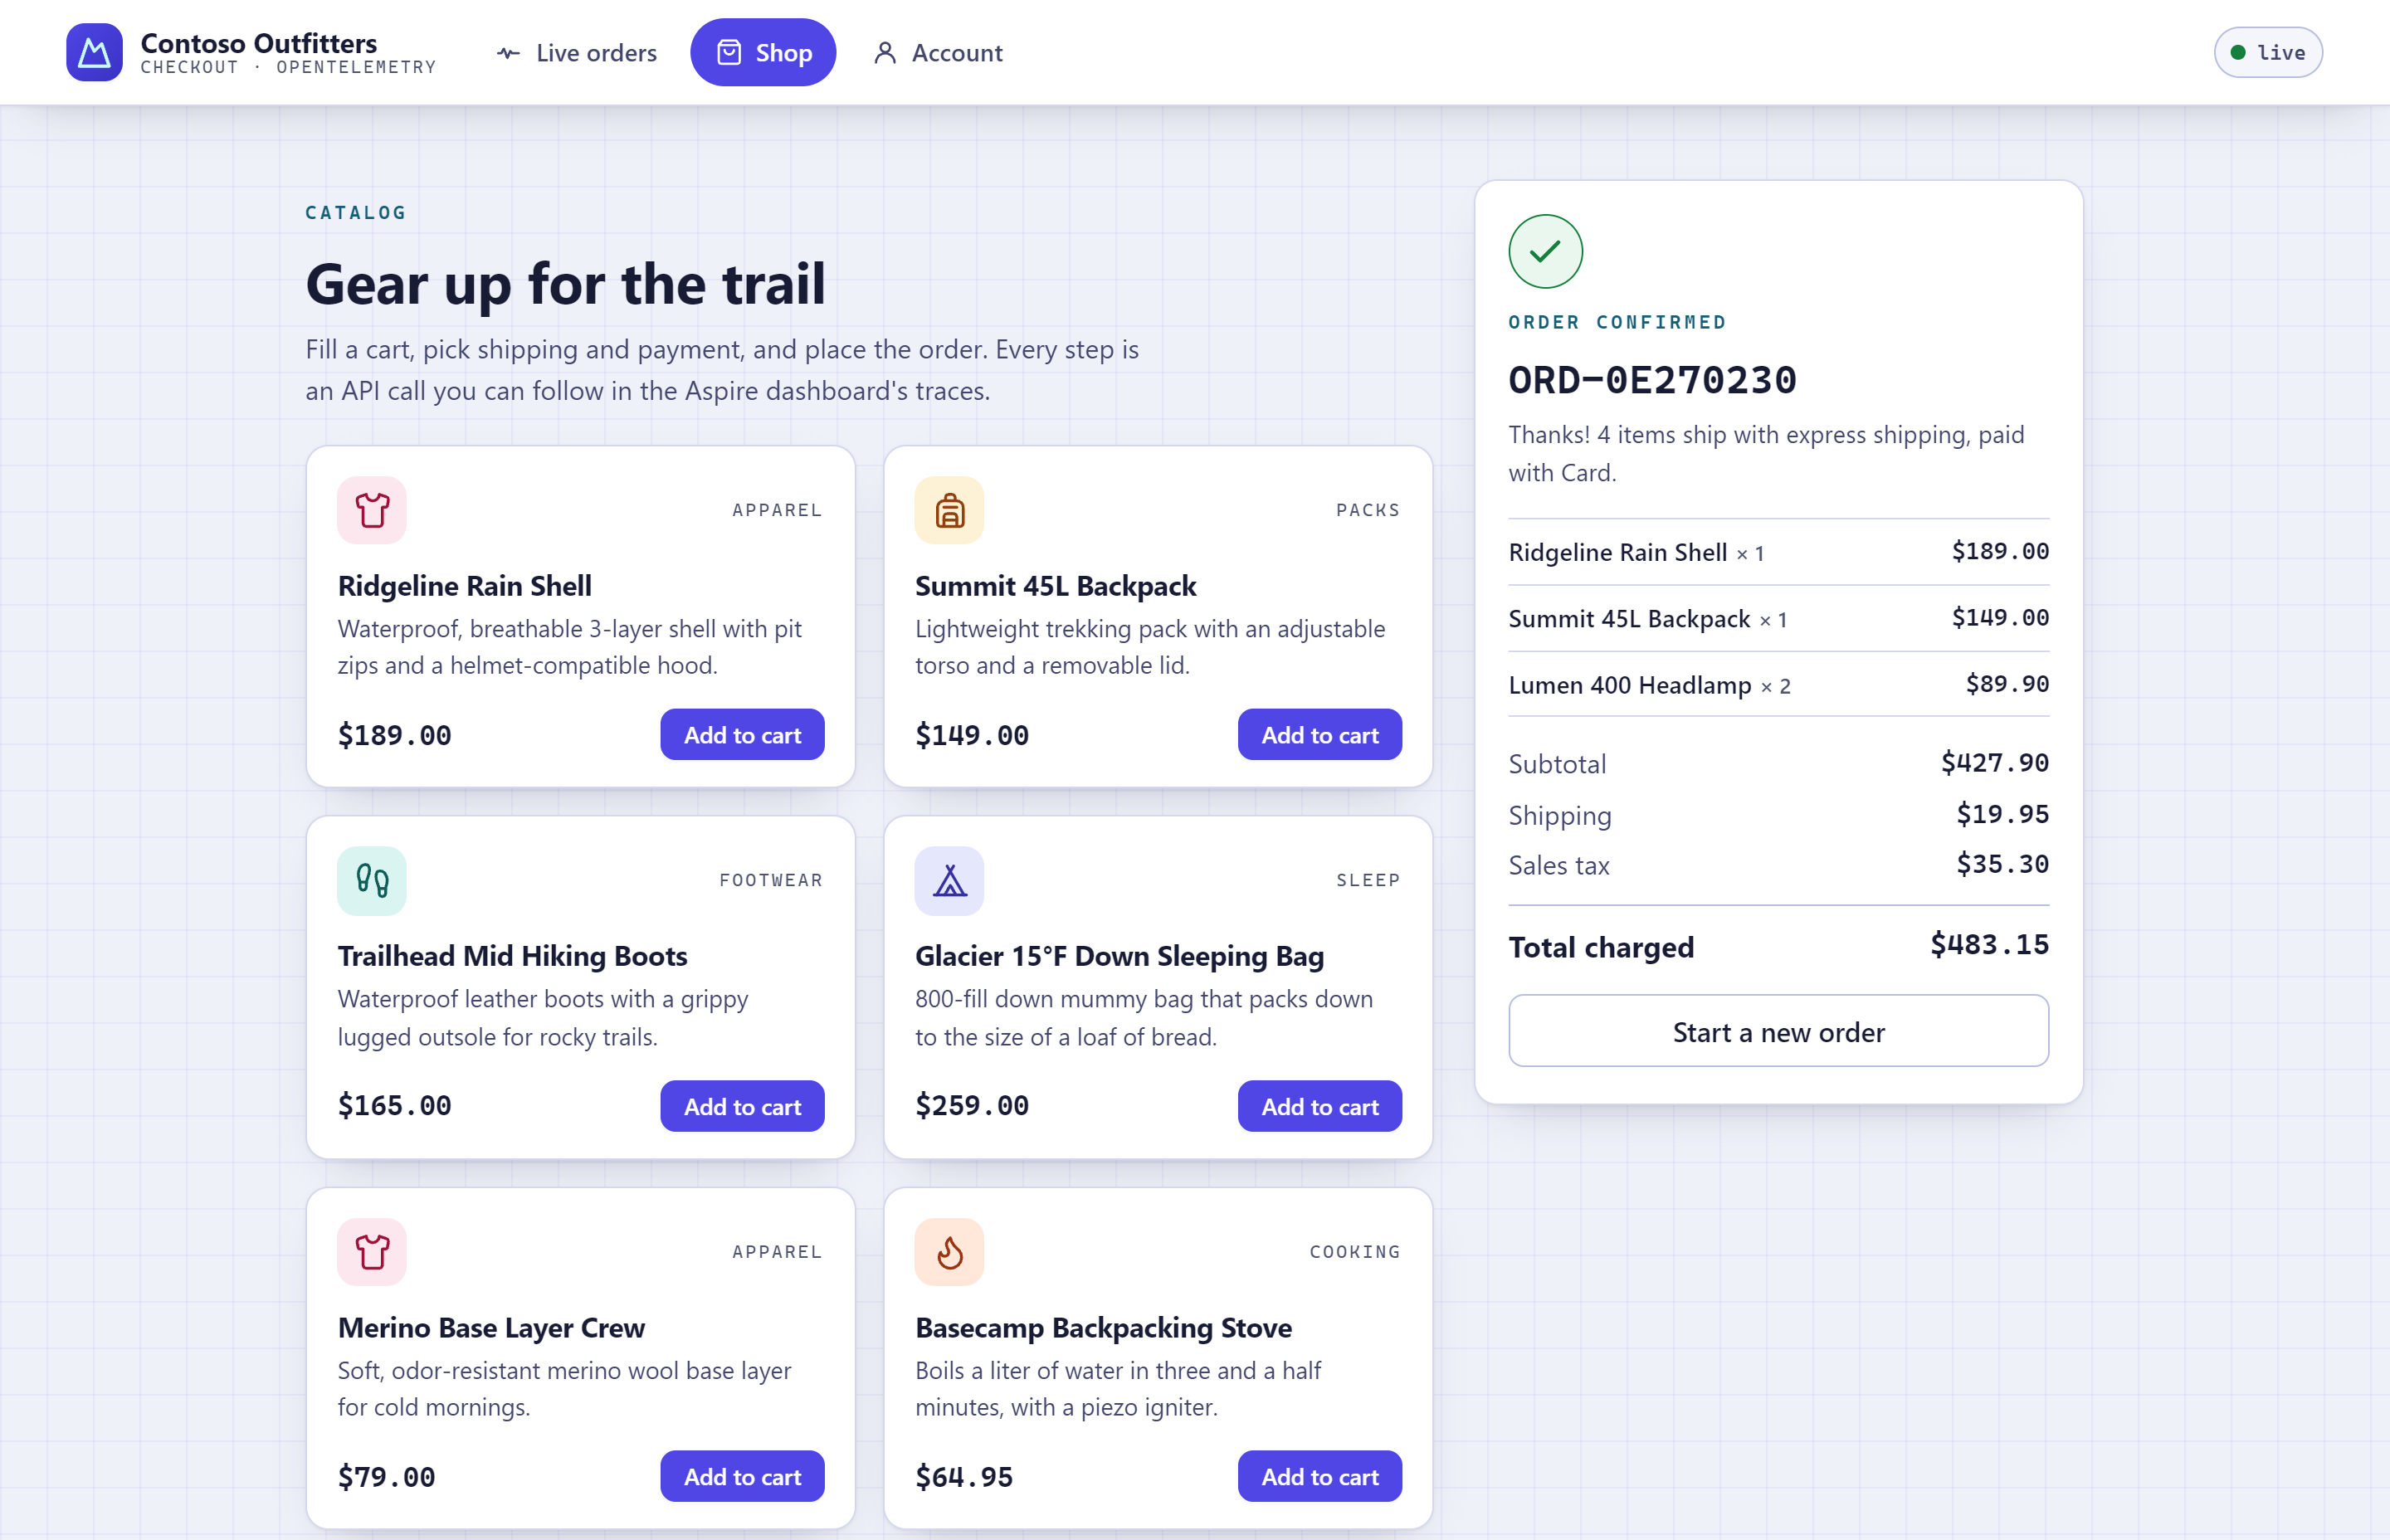 Contoso Outfitters
CHECKOUT · OPENTELEMETRY
Live orders
Shop
Account
live
CATALOG
Gear up for the trail
Fill a cart, pick shipping and payment, and place the order. Every step is
an API call you can follow in the Aspire dashboard's traces.
APPAREL
Ridgeline Rain Shell
Waterproof, breathable 3-layer shell with pit
zips and a helmet-compatible hood.
$189.00
Add to cart
PACKS
Summit 45L Backpack
Lightweight trekking pack with an adjustable
torso and a removable lid.
$149.00
Add to cart
FOOTWEAR
Trailhead Mid Hiking Boots
Waterproof leather boots with a grippy
lugged outsole for rocky trails.
$165.00
Add to cart
SLEEP
Glacier 15°F Down Sleeping Bag
800-fill down mummy bag that packs down
to the size of a loaf of bread.
$259.00
Add to cart
APPAREL
Merino Base Layer Crew
Soft, odor-resistant merino wool base layer
for cold mornings.
$79.00
Add to cart
COOKING
Basecamp Backpacking Stove
Boils a liter of water in three and a half
minutes, with a piezo igniter.
$64.95
Add to cart
ORDER CONFIRMED
ORD-0E270230
Thanks! 4 items ship with express shipping, paid
with Card.
Ridgeline Rain Shell × 1 $189.00
Summit 45L Backpack × 1 $149.00
Lumen 400 Headlamp × 2 $89.90
Subtotal $427.90
Shipping $19.95
Sales tax $35.30
Total charged $483.15
Start a new order